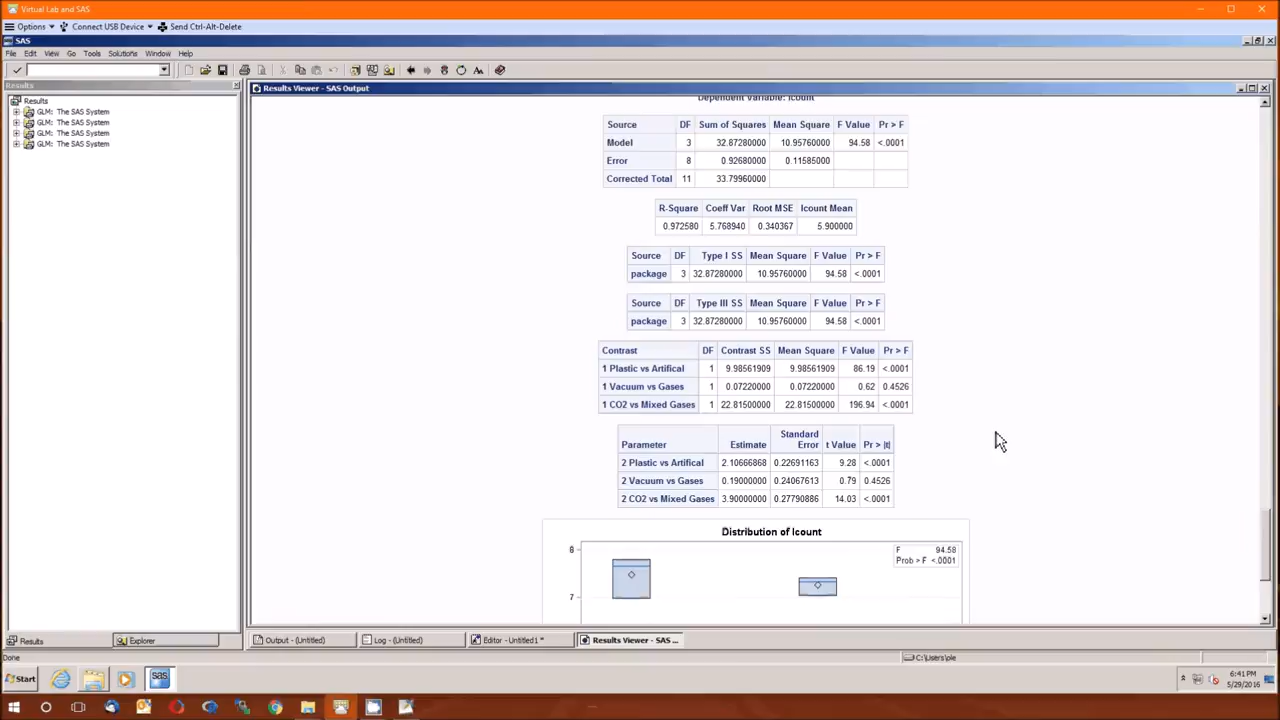 Virtual Lab and SAS
Options Connect USB Device Send Ctrl-Alt-Delete
SAS
File Edit View Go Tools Solutions Window Help
Results
Results Viewer - SAS Output
Results
GLM: The SAS System
GLM: The SAS System
GLM: The SAS System
GLM: The SAS System
Dependent Variable: lcount
Source DF Sum of Squares Mean Square F Value Pr > F
Model 3 32.87280000 10.95760000 94.58 <.0001
Error 8 0.92680000 0.11585000
Corrected Total 11 33.79960000
R-Square Coeff Var Root MSE lcount Mean
0.972580 5.768940 0.340367 5.900000
Source DF Type I SS Mean Square F Value Pr > F
package 3 32.87280000 10.95760000 94.58 <.0001
Source DF Type III SS Mean Square F Value Pr > F
package 3 32.87280000 10.95760000 94.58 <.0001
Contrast DF Contrast SS Mean Square F Value Pr > F
1 Plastic vs Artifical 1 9.98561909 9.98561909 86.19 <.0001
1 Vacuum vs Gases 1 0.07220000 0.07220000 0.62 0.4526
1 CO2 vs Mixed Gases 1 22.81500000 22.81500000 196.94 <.0001
Parameter Estimate Standard Error t Value Pr > |t|
2 Plastic vs Artifical 2.10666868 0.22691163 9.28 <.0001
2 Vacuum vs Gases 0.19000000 0.24067613 0.79 0.4526
2 CO2 vs Mixed Gases 3.90000000 0.27790886 14.03 <.0001
Distribution of lcount
8
F 94.58
Prob > F <.0001
7
Results Explorer
Output - (Untitled) Log - (Untitled) Editor - Untitled1 * Results Viewer - SAS ...
Done
C:\Users\ple
Start
6:41 PM
5/29/2016